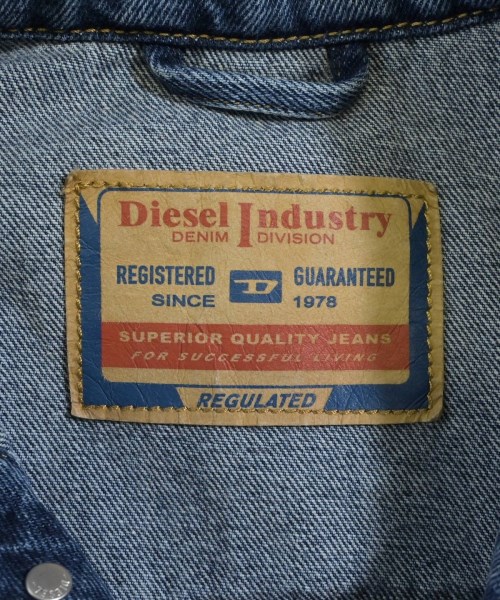 Diesel Industry
DENIM DIVISION
REGISTERED D GUARANTEED
SINCE 1978
SUPERIOR QUALITY JEANS
FOR SUCCESSFUL LIVING
REGULATED